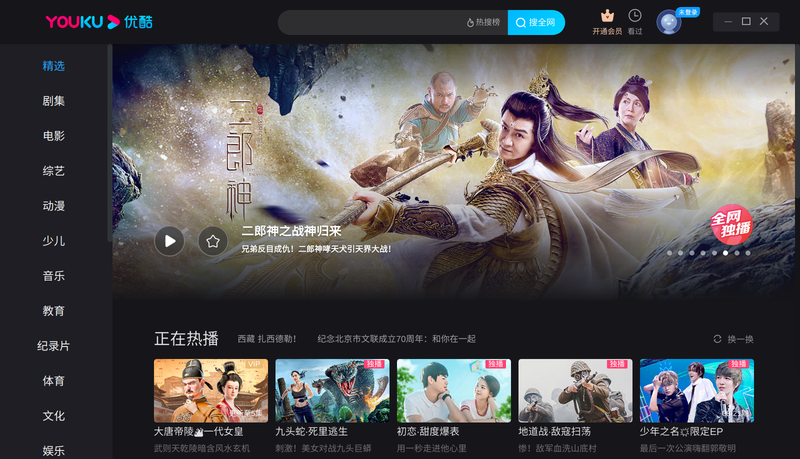 YOUKU 优酷
热搜榜
搜全网
开通会员
看过
未登录
精选
剧集
电影
综艺
动漫
少儿
音乐
教育
纪录片
体育
文化
娱乐
二郎神
二郎神之战神归来
兄弟反目成仇！二郎神哮天犬引天界大战！
全网
独播
正在热播
西藏 扎西德勒！
纪念北京市文联成立70周年：和你在一起
换一换
VIP
独播
独播
独播
独播
大唐帝陵 一代女皇
九头蛇·死里逃生
初恋·甜度爆表
地道战·敌寇扫荡
少年之名 限定EP
武则天乾陵暗含风水玄机
刺激！美女对战九头巨蟒
用一秒走进他心里
惨！敌军血洗山底村
最后一次公演嗨翻郭敬明